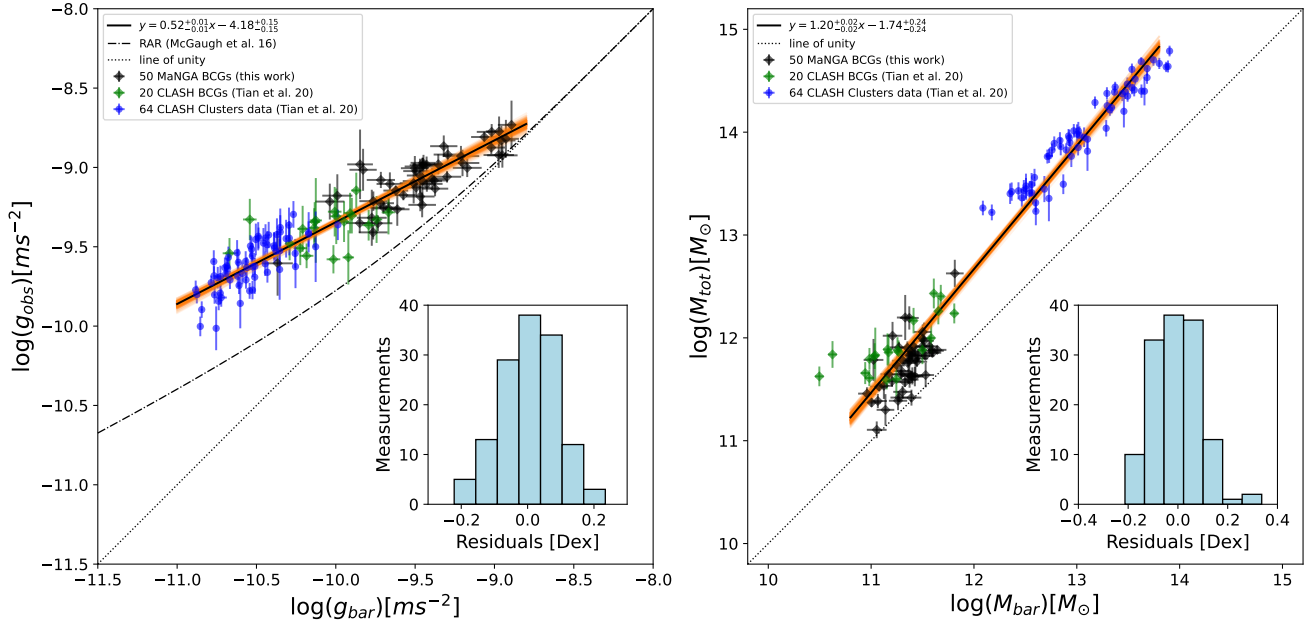 y = 0.52^{+0.01}_{-0.01}x − 4.18^{+0.15}_{-0.15}
RAR (McGaugh et al. 16)
line of unity
50 MaNGA BCGs (this work)
20 CLASH BCGs (Tian et al. 20)
64 CLASH Clusters data (Tian et al. 20)
−8.0
−8.5
−9.0
−9.5
−10.0
−10.5
−11.0
−11.5
log(g_{obs})[ms^{−2}]
−11.5 −11.0 −10.5 −10.0 −9.5 −9.0 −8.5 −8.0
log(g_{bar})[ms^{−2}]
40
30
20
10
0
Measurements
−0.2 0.0 0.2
Residuals [Dex]
y = 1.20^{+0.02}_{-0.02}x − 1.74^{+0.24}_{-0.24}
line of unity
50 MaNGA BCGs (this work)
20 CLASH BCGs (Tian et al. 20)
64 CLASH Clusters data (Tian et al. 20)
15
14
13
12
11
10
log(M_{tot})[M_⊙]
10 11 12 13 14 15
log(M_{bar})[M_⊙]
40
30
20
10
0
Measurements
−0.4 −0.2 0.0 0.2 0.4
Residuals [Dex]